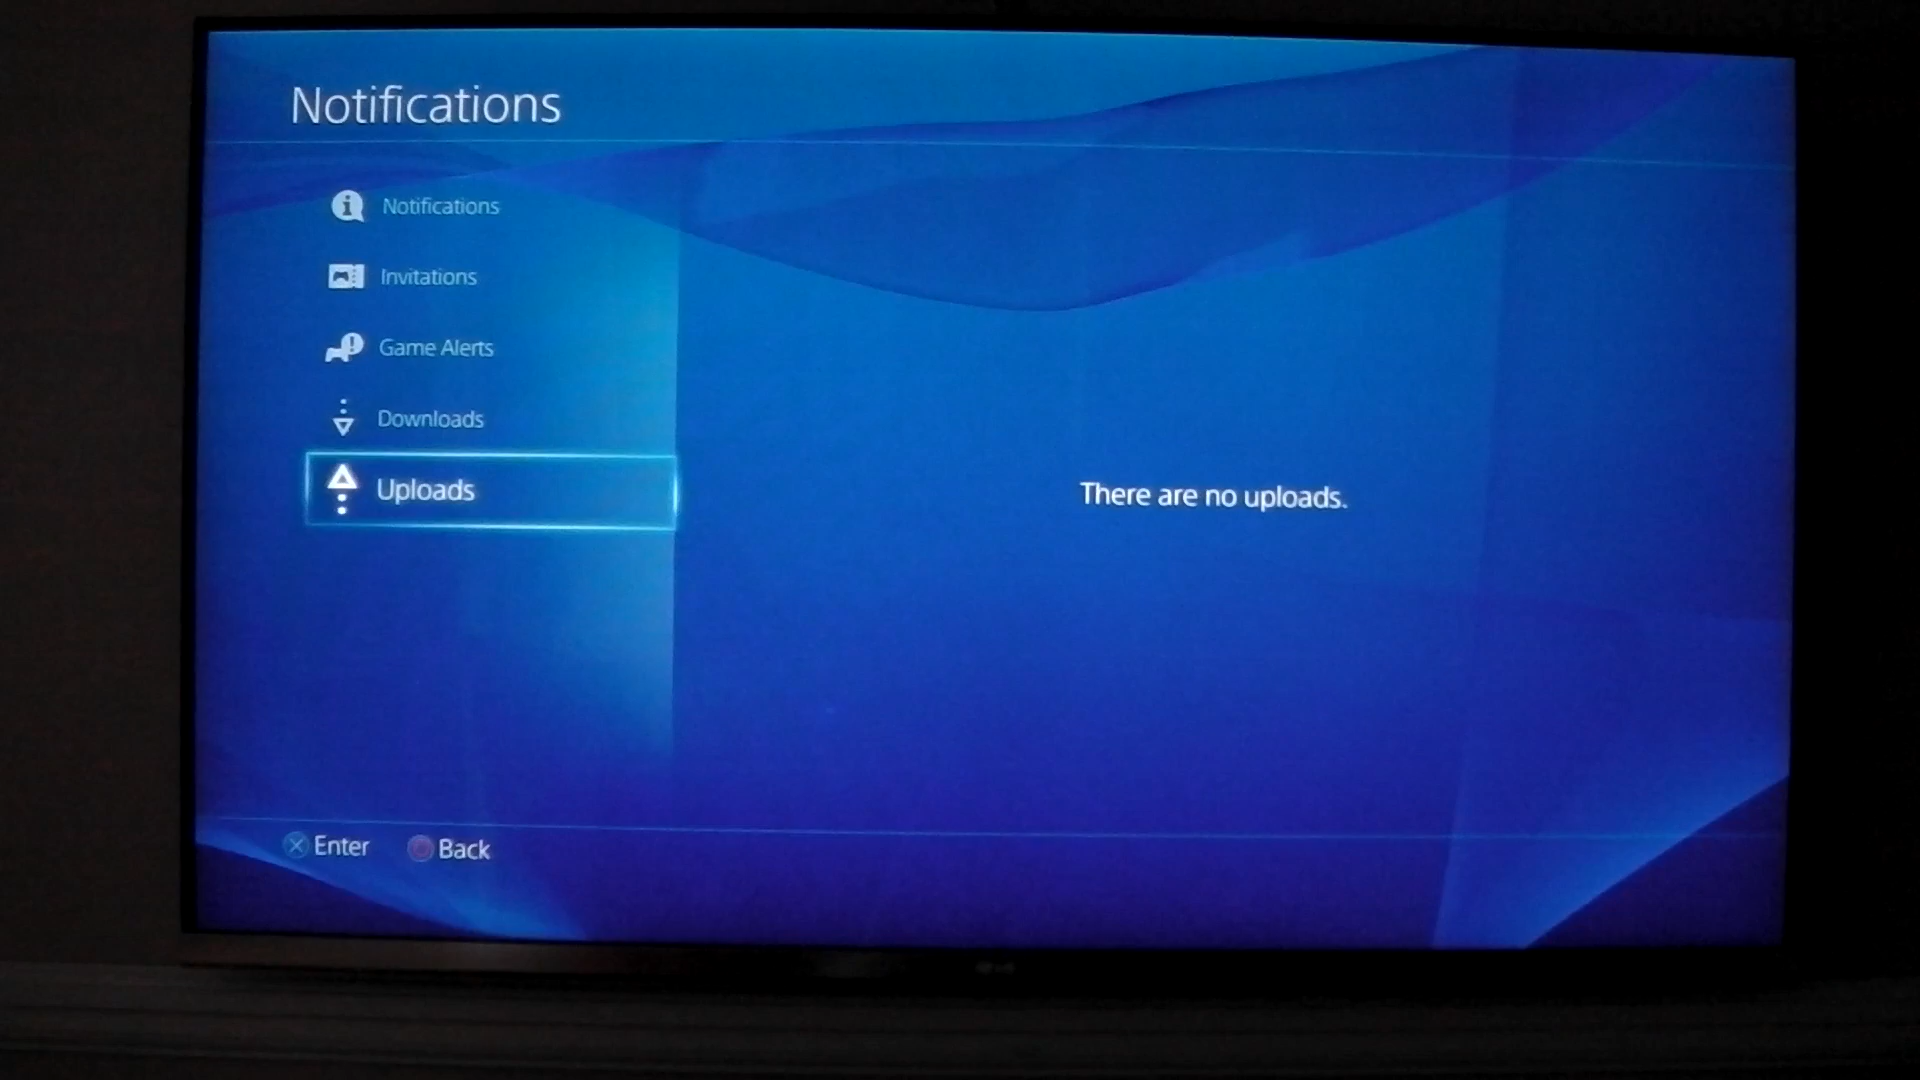 Notifications
Notifications
Invitations
Game Alerts
Downloads
Uploads
There are no uploads.
Enter
Back